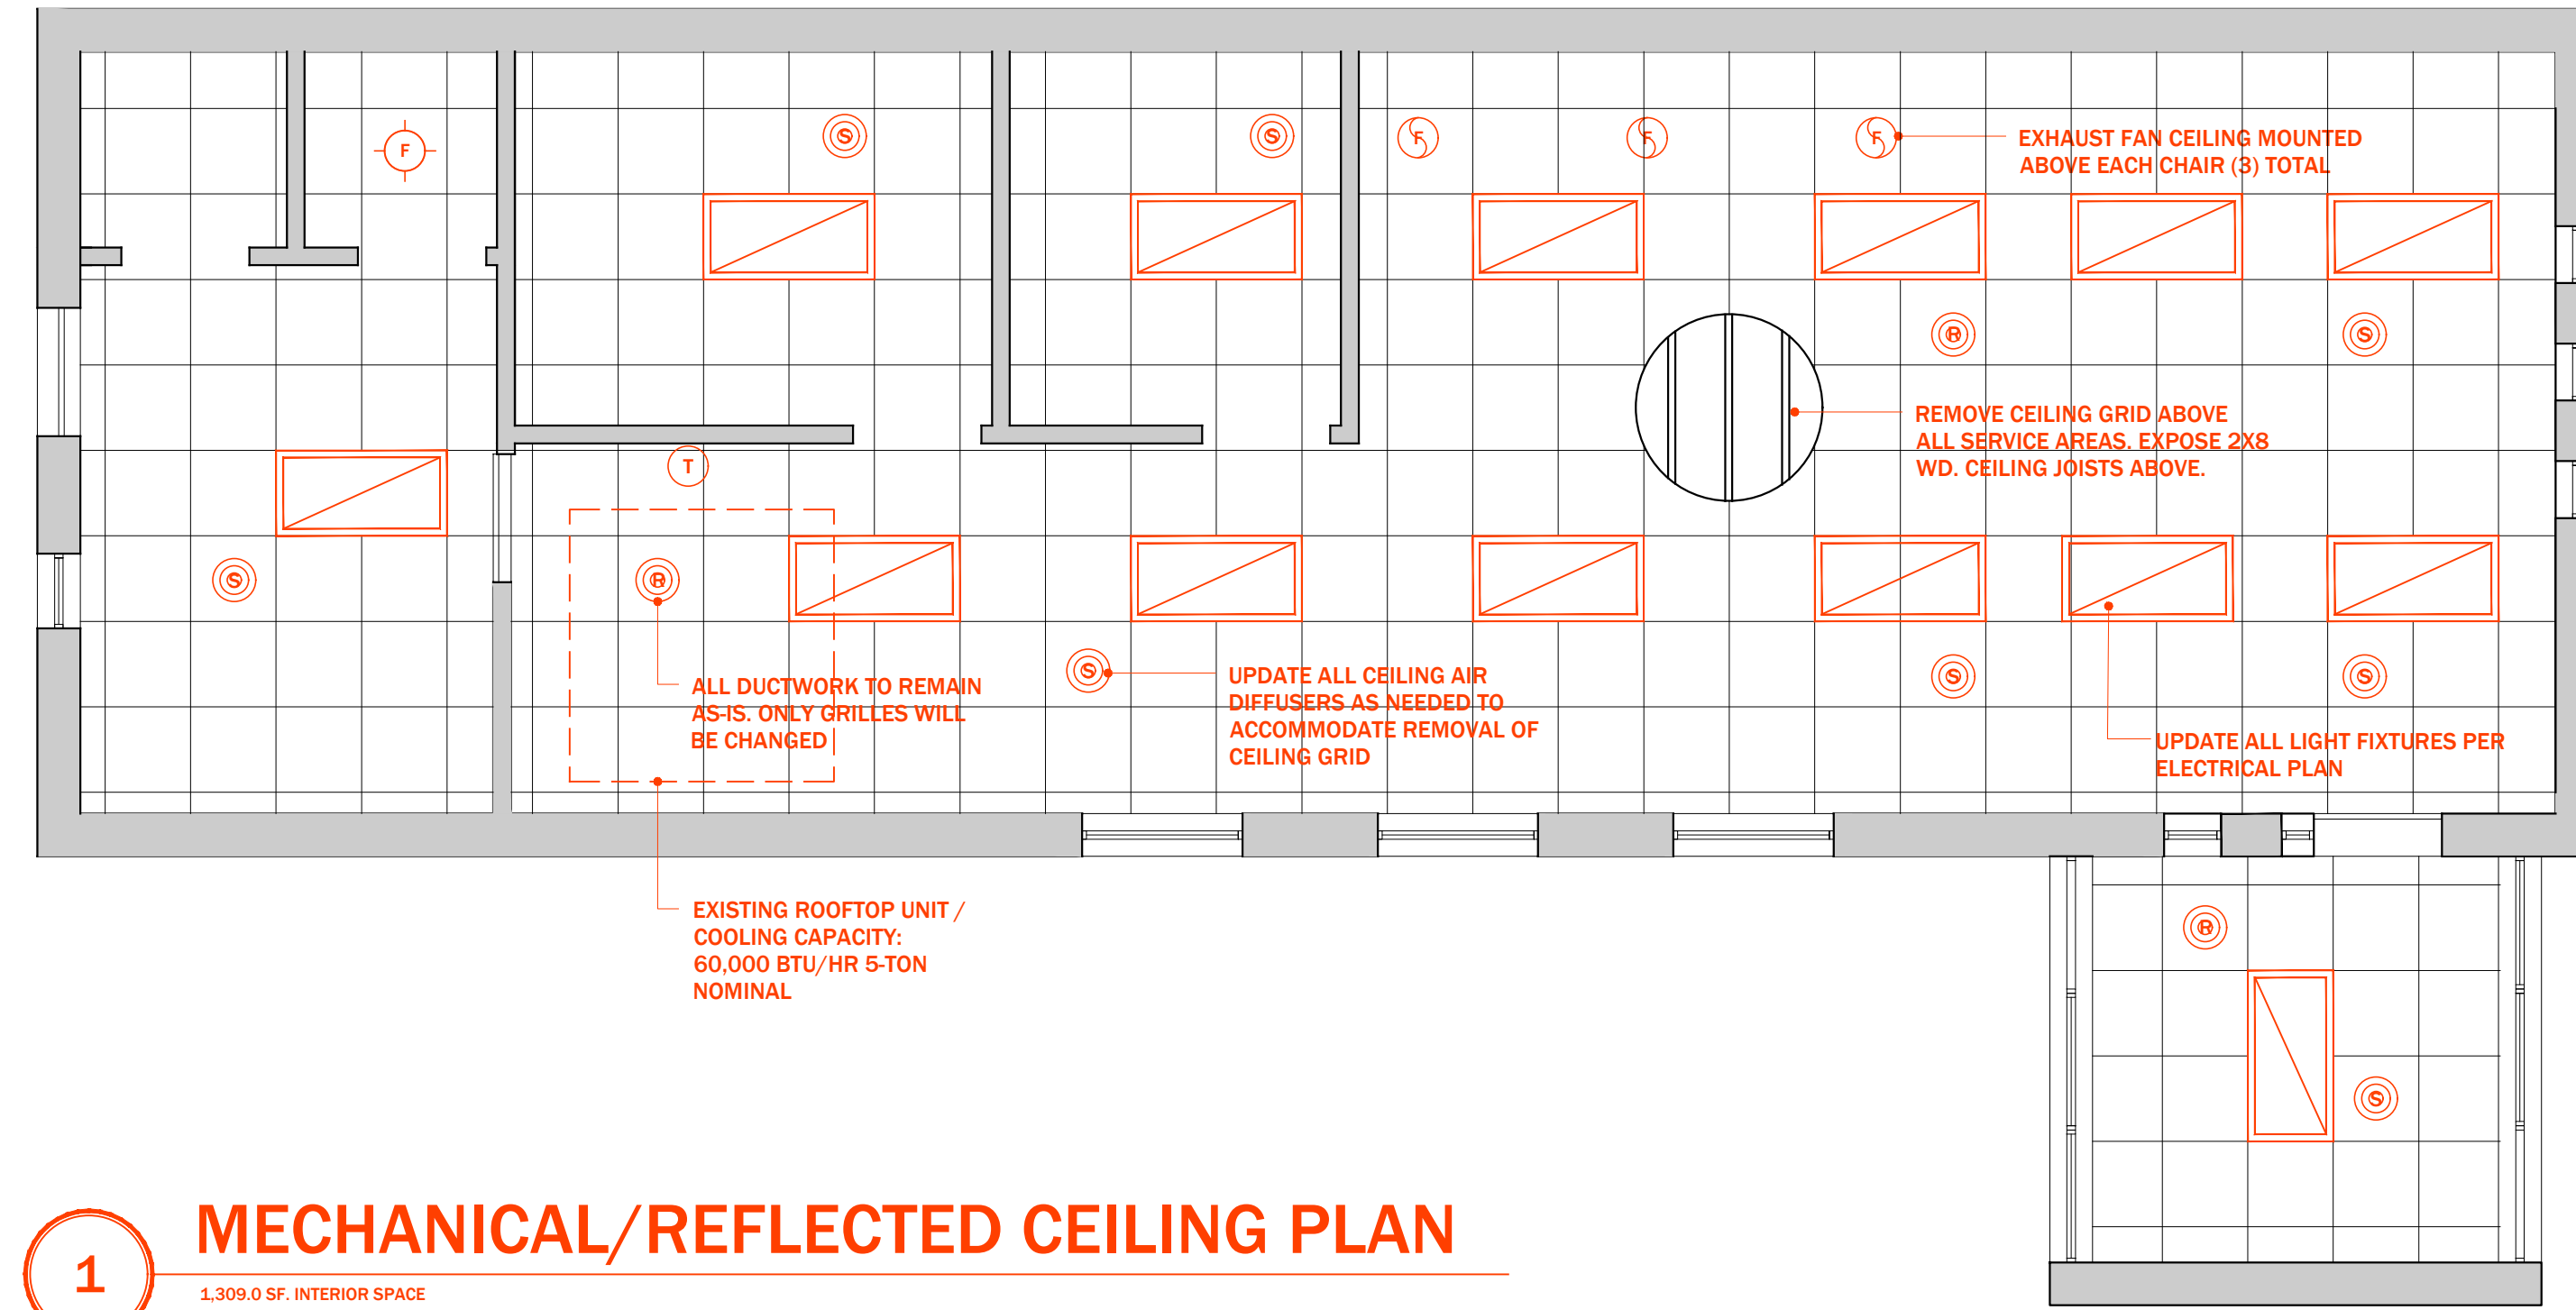 F
S
S
F
F
F
EXHAUST FAN CEILING MOUNTED
ABOVE EACH CHAIR (3) TOTAL
R
S
REMOVE CEILING GRID ABOVE
ALL SERVICE AREAS. EXPOSE 2X8
WD. CEILING JOISTS ABOVE.
T
S
R
ALL DUCTWORK TO REMAIN
AS-IS. ONLY GRILLES WILL
BE CHANGED
S
UPDATE ALL CEILING AIR
DIFFUSERS AS NEEDED TO
ACCOMMODATE REMOVAL OF
CEILING GRID
S
S
UPDATE ALL LIGHT FIXTURES PER
ELECTRICAL PLAN
EXISTING ROOFTOP UNIT /
COOLING CAPACITY:
60,000 BTU/HR 5-TON
NOMINAL
R
S
1
MECHANICAL/REFLECTED CEILING PLAN
1,309.0 SF. INTERIOR SPACE